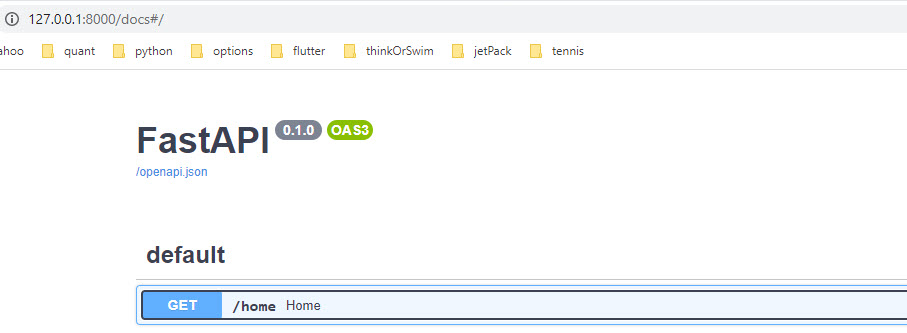 127.0.0.1:8000/docs#/
ahoo quant python options flutter thinkOrSwim jetPack tennis
FastAPI 0.1.0 OAS3
/openapi.json
default
GET /home Home